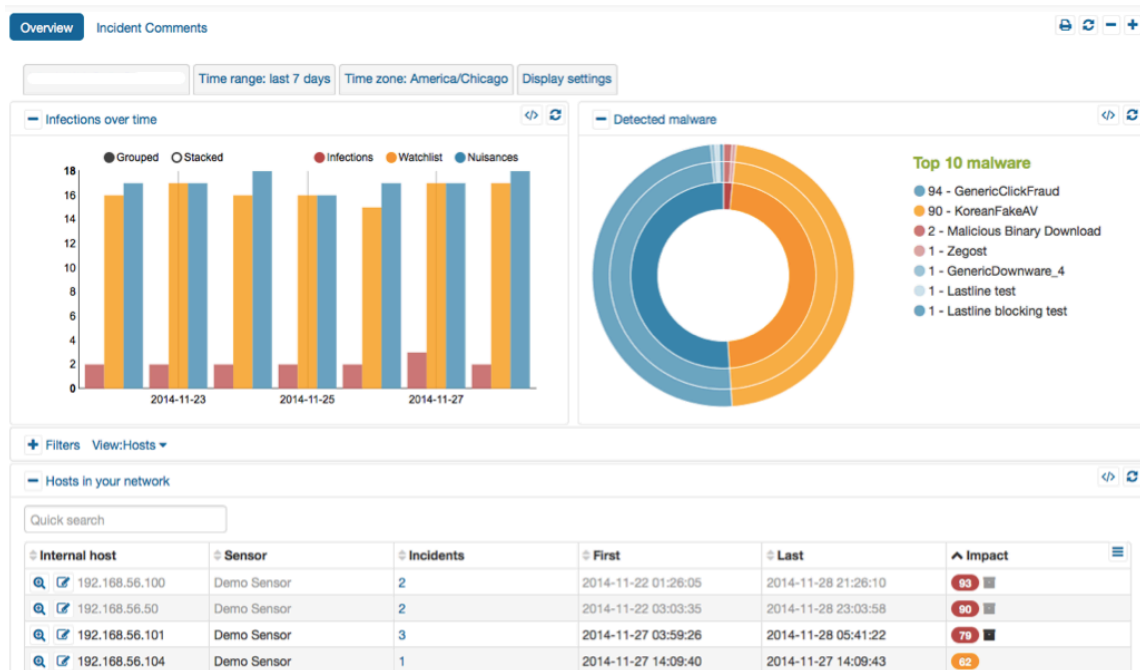 Overview Incident Comments
Time range: last 7 days Time zone: America/Chicago Display settings
Infections over time
Grouped Stacked Infections Watchlist Nuisances
18
16
14
12
10
8
6
4
2
0
2014-11-23 2014-11-25 2014-11-27
Detected malware
Top 10 malware
94 - GenericClickFraud
90 - KoreanFakeAV
2 - Malicious Binary Download
1 - Zegost
1 - GenericDownware_4
1 - Lastline test
1 - Lastline blocking test
Filters View:Hosts
Hosts in your network
Quick search
Internal host Sensor Incidents First Last Impact
192.168.56.100 Demo Sensor 2 2014-11-22 01:26:05 2014-11-28 21:26:10 93
192.168.56.50 Demo Sensor 2 2014-11-22 03:03:35 2014-11-28 23:03:58 90
192.168.56.101 Demo Sensor 3 2014-11-27 03:59:26 2014-11-28 05:41:22 79
192.168.56.104 Demo Sensor 1 2014-11-27 14:09:40 2014-11-27 14:09:43 62